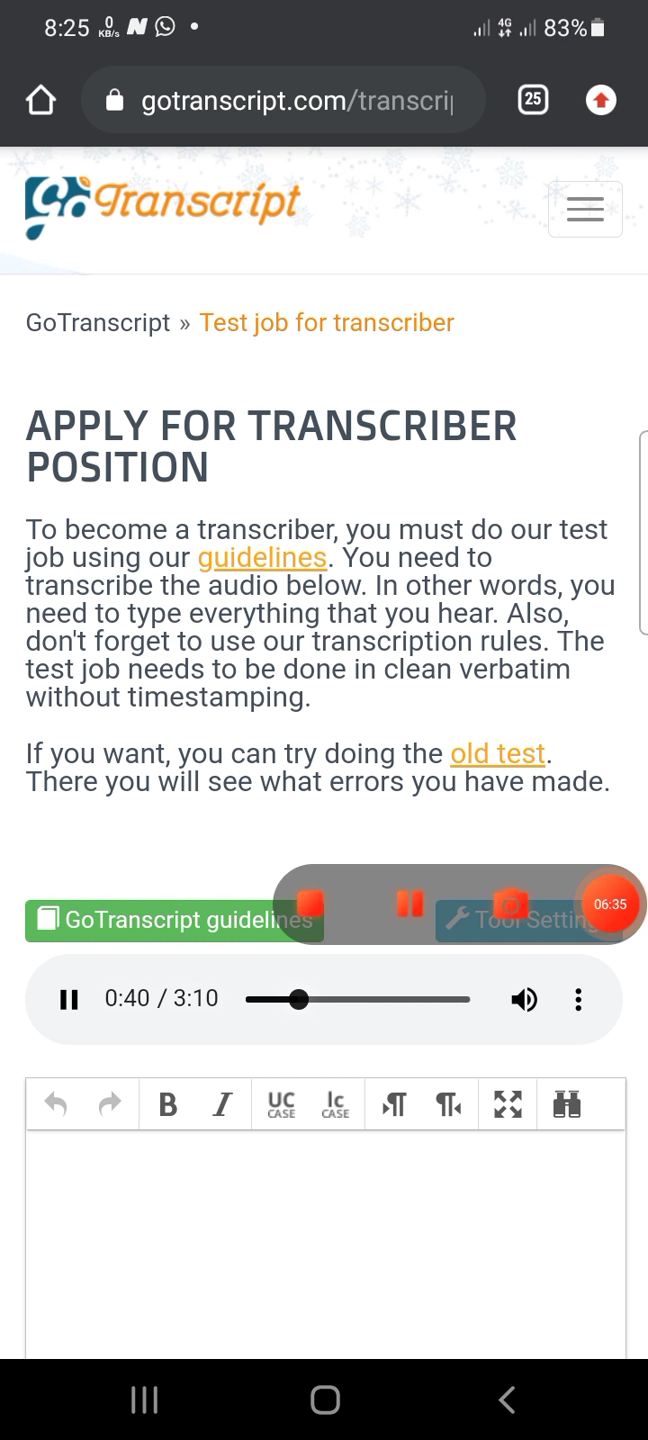 8:25 0 KB/s 4G 83%
gotranscript.com/transcrip 25
GoTranscript
GoTranscript » Test job for transcriber
APPLY FOR TRANSCRIBER
POSITION
To become a transcriber, you must do our test
job using our guidelines. You need to
transcribe the audio below. In other words, you
need to type everything that you hear. Also,
don't forget to use our transcription rules. The
test job needs to be done in clean verbatim
without timestamping.
If you want, you can try doing the old test.
There you will see what errors you have made.
GoTranscript guidelines Tool Setting
06:35
0:40 / 3:10
B I UC CASE lc CASE